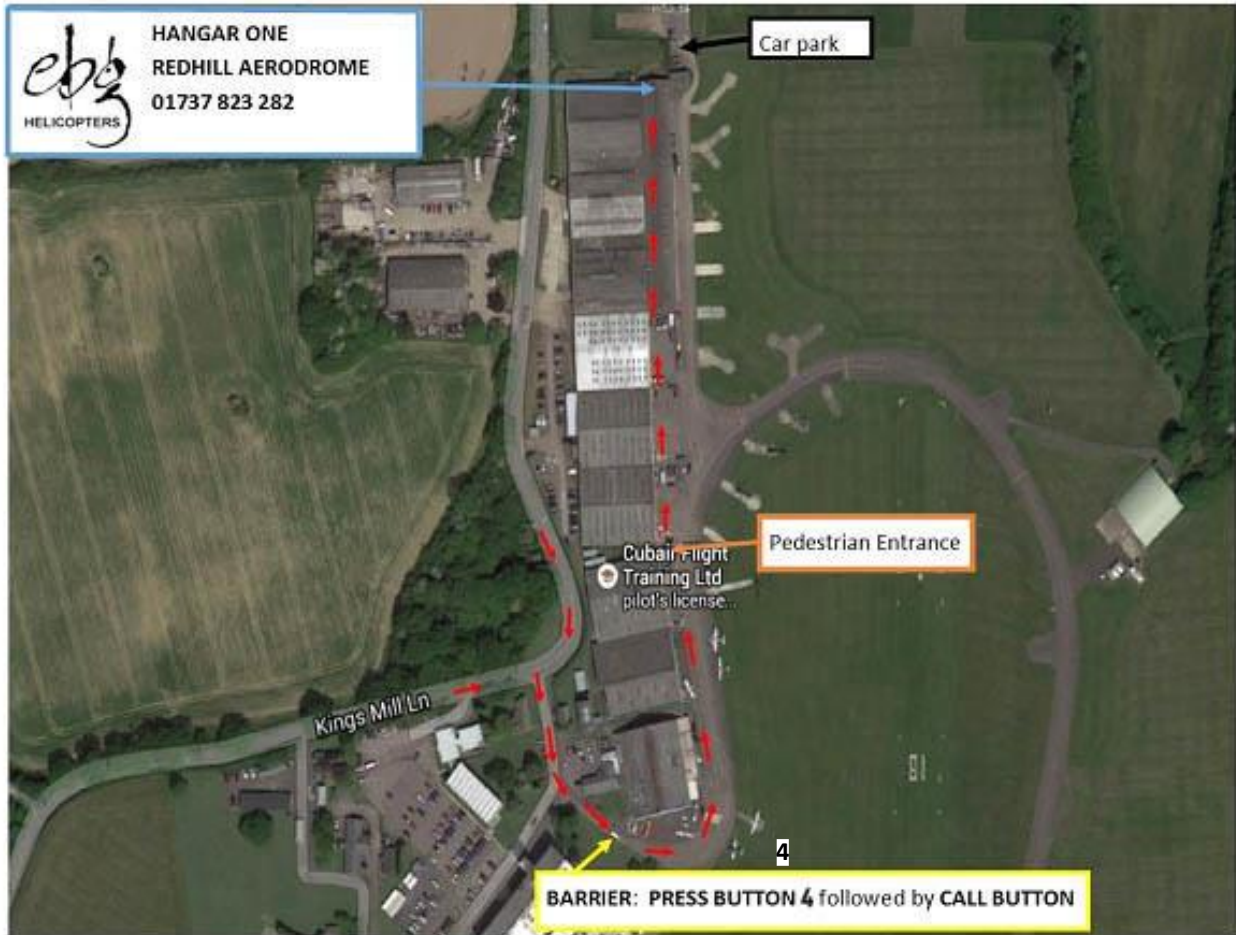 ebg
HELICOPTERS
HANGAR ONE
REDHILL AERODROME
01737 823 282
Car park
Pedestrian Entrance
Cubair Flight
Training Ltd
pilot's license...
Kings Mill Ln
4
BARRIER: PRESS BUTTON 4 followed by CALL BUTTON